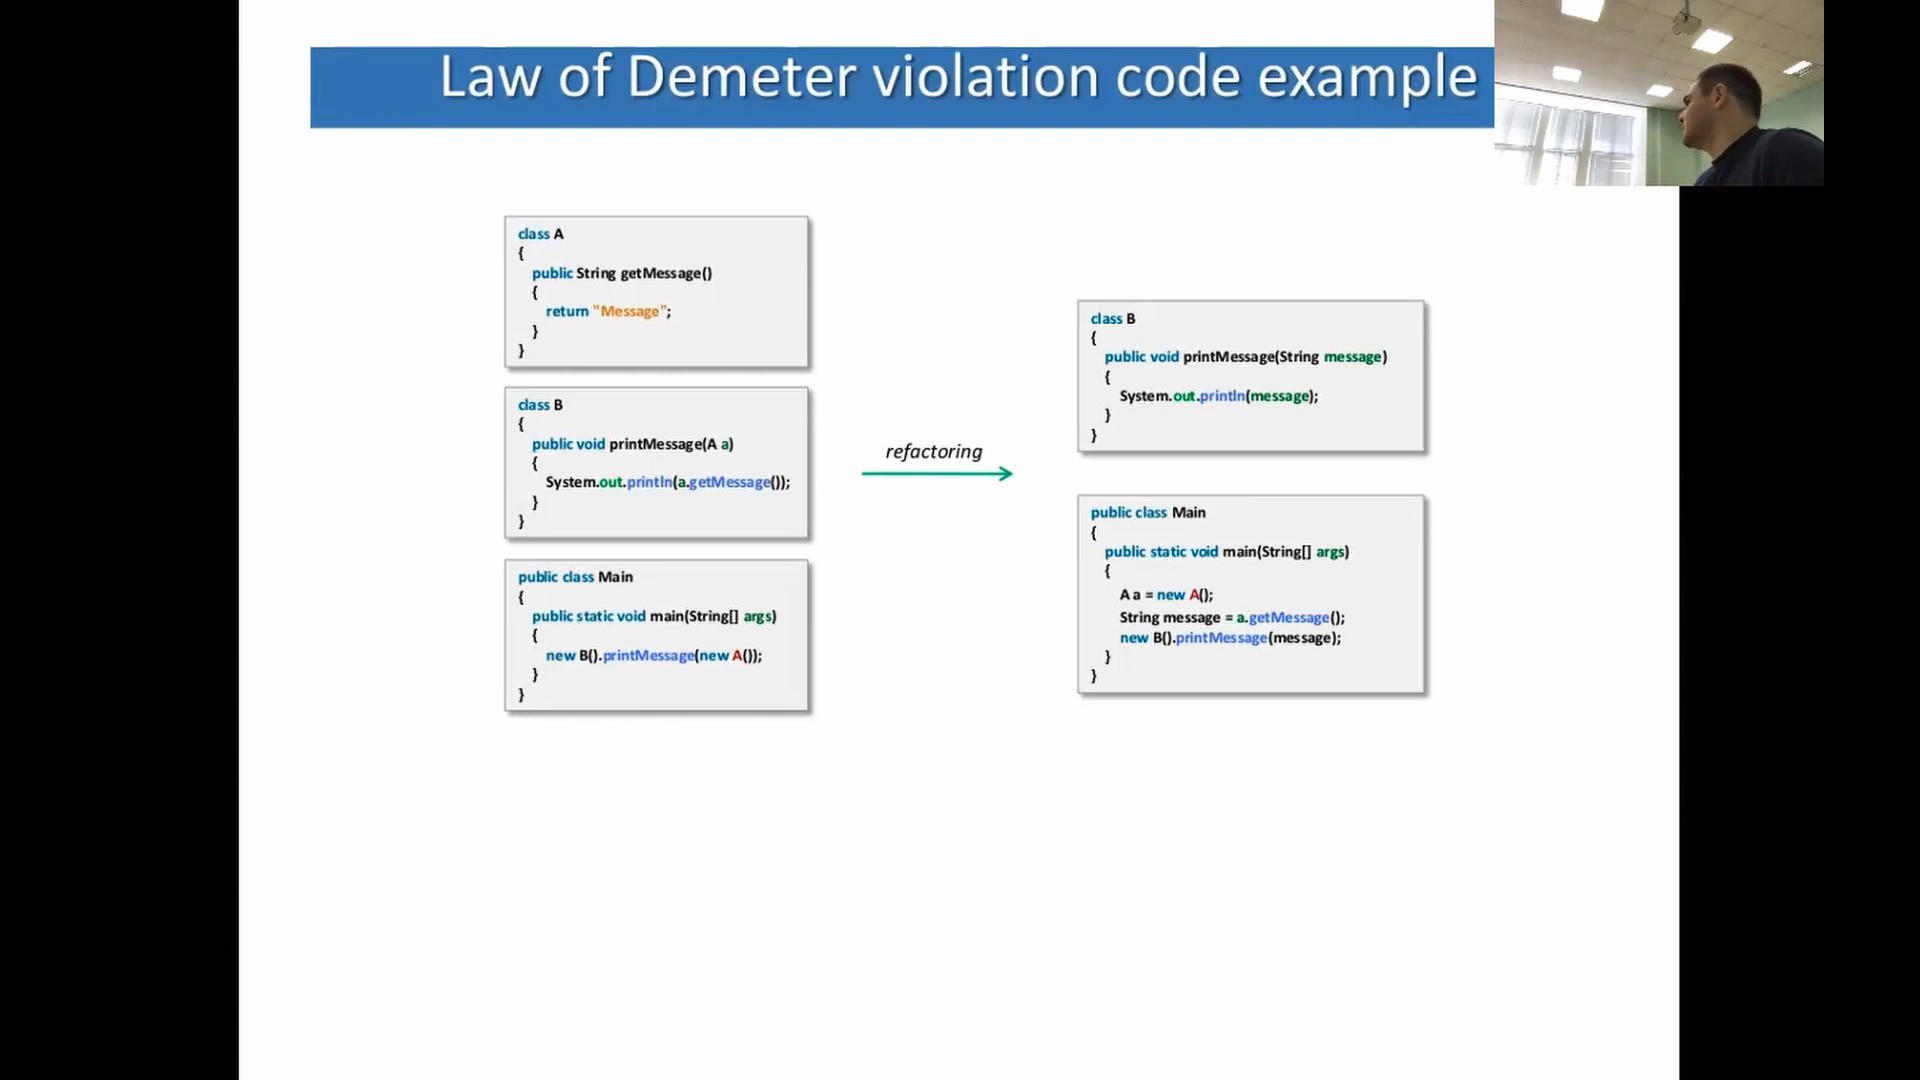 Law of Demeter violation code example
class A
{
public String getMessage()
{
return "Message";
}
}
class B
{
public void printMessage(A a)
{
System.out.println(a.getMessage());
}
}
public class Main
{
public static void main(String[] args)
{
new B().printMessage(new A());
}
}
refactoring
class B
{
public void printMessage(String message)
{
System.out.println(message);
}
}
public class Main
{
public static void main(String[] args)
{
A a = new A();
String message = a.getMessage();
new B().printMessage(message);
}
}